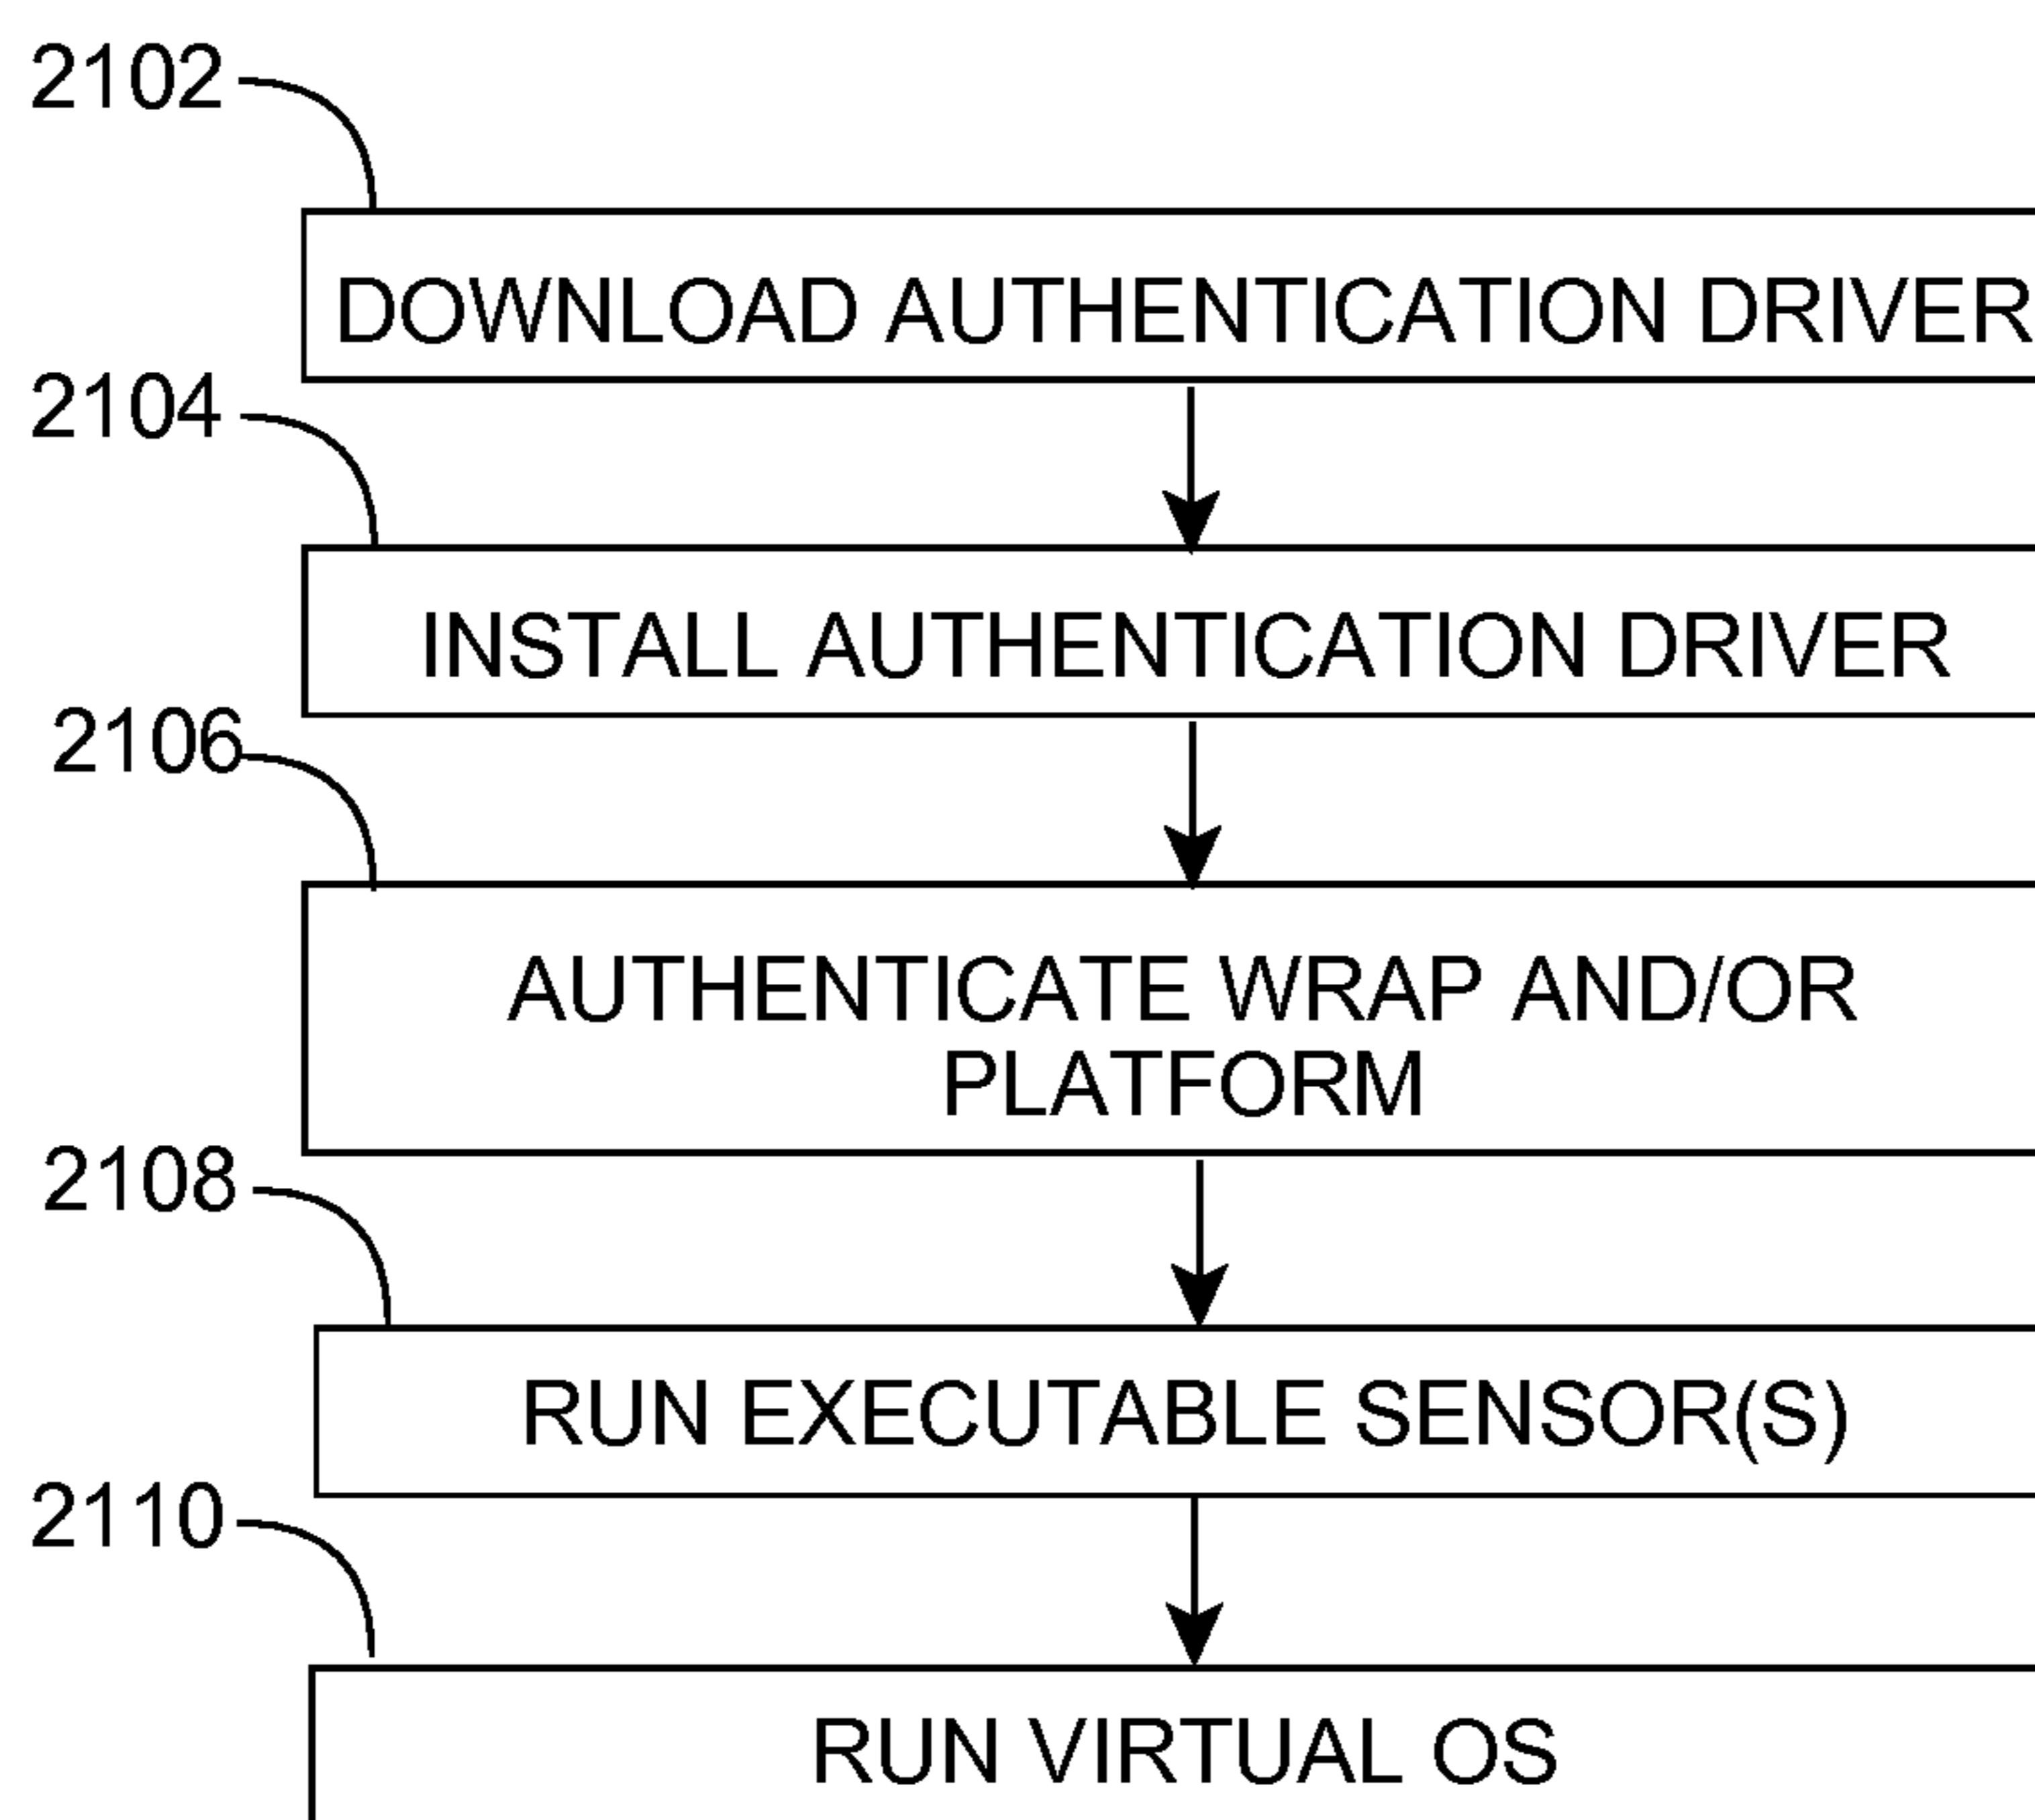 2102
DOWNLOAD AUTHENTICATION DRIVER
2104
INSTALL AUTHENTICATION DRIVER
2106
AUTHENTICATE WRAP AND/OR
PLATFORM
2108
RUN EXECUTABLE SENSOR(S)
2110
RUN VIRTUAL OS